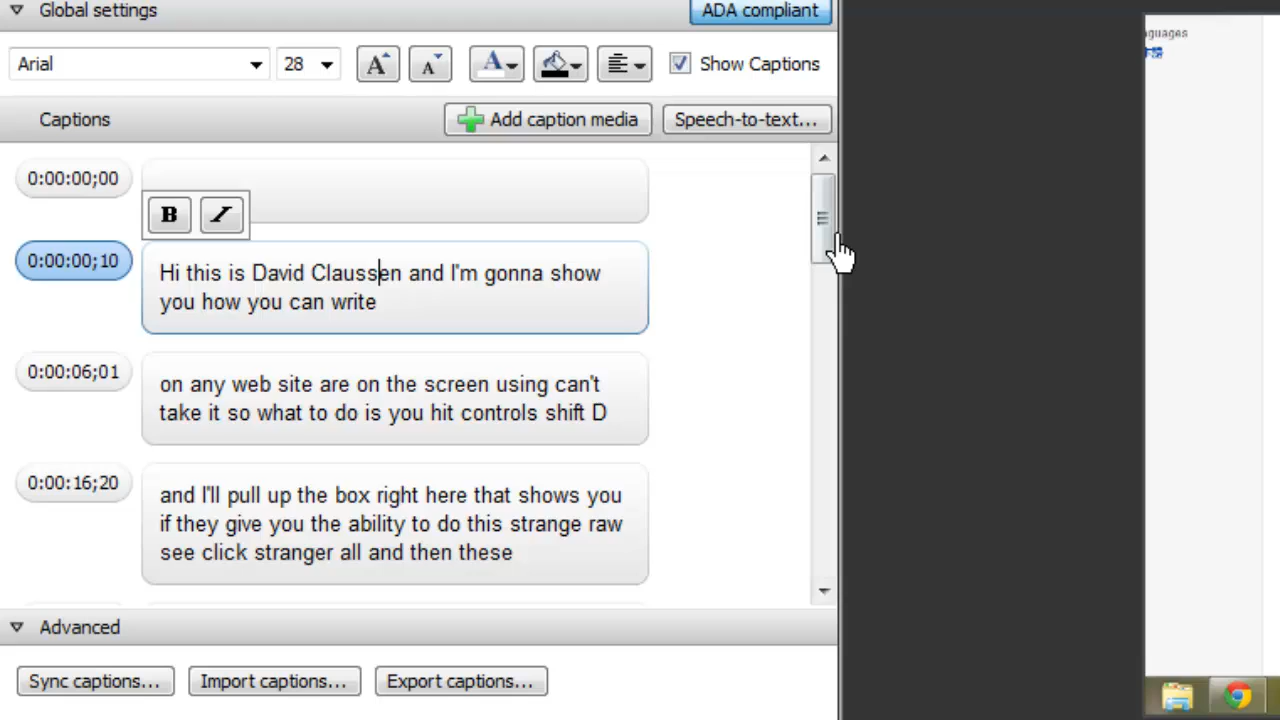 Global settings
ADA compliant
Arial
28
Show Captions
Captions
Add caption media
Speech-to-text...
0:00:00;00
B I
0:00:00;10
Hi this is David Claussen and I'm gonna show
you how you can write
0:00:06;01
on any web site are on the screen using can't
take it so what to do is you hit controls shift D
0:00:16;20
and I'll pull up the box right here that shows you
if they give you the ability to do this strange raw
see click stranger all and then these
Advanced
Sync captions...
Import captions...
Export captions...